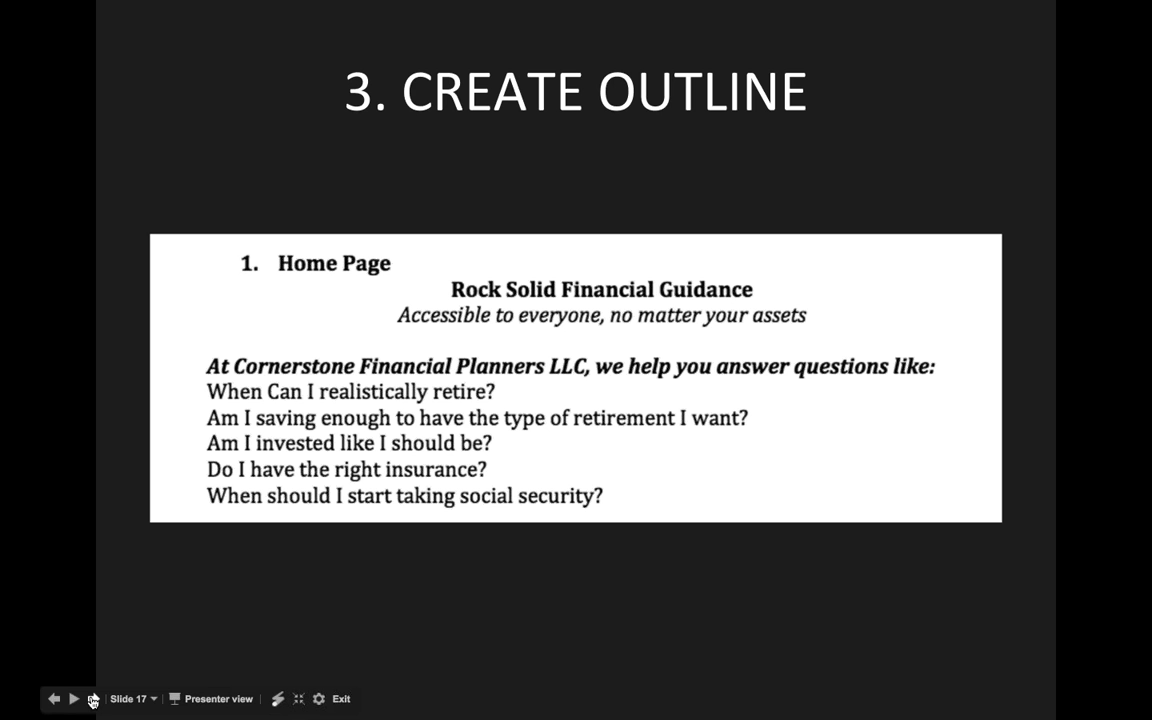 3. CREATE OUTLINE
1. Home Page
Rock Solid Financial Guidance
Accessible to everyone, no matter your assets
At Cornerstone Financial Planners LLC, we help you answer questions like:
When Can I realistically retire?
Am I saving enough to have the type of retirement I want?
Am I invested like I should be?
Do I have the right insurance?
When should I start taking social security?
Slide 17 Presenter view Exit